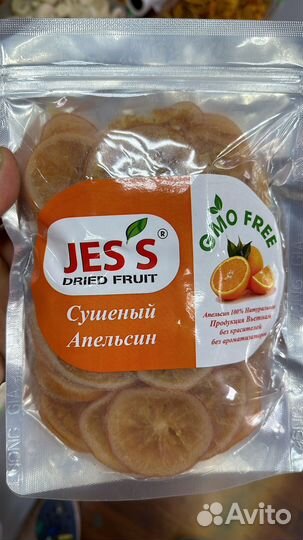 JES'S®
DRIED FRUIT
Сушеный
Апельсин
GMO FREE
Апельсин 100% Натуральный
Продукция Вьетнам
без красителей
без ароматизаторов
Avito